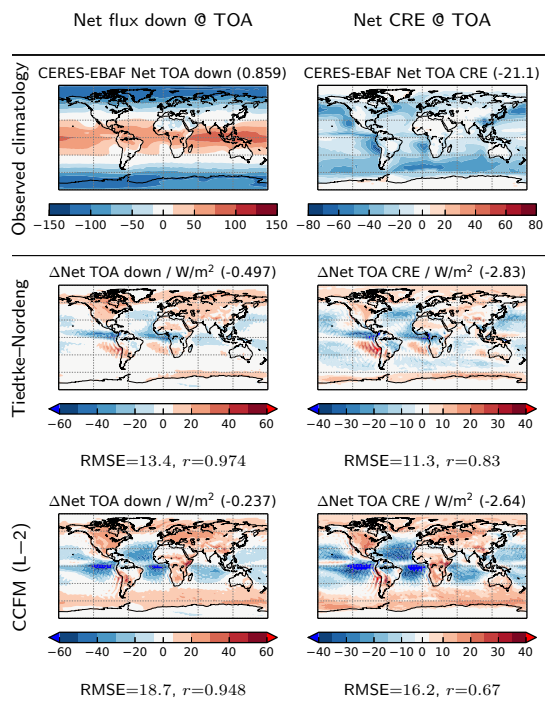 Net flux down @ TOA
Net CRE @ TOA
Observed climatology
CERES-EBAF Net TOA down (0.859)
CERES-EBAF Net TOA CRE (-21.1)
−150 −100 −50 0 50 100 150
−80 −60 −40 −20 0 20 40 60 80
Tiedtke–Nordeng
ΔNet TOA down / W/m² (-0.497)
ΔNet TOA CRE / W/m² (-2.83)
−60 −40 −20 0 20 40 60
−40 −30 −20 −10 0 10 20 30 40
RMSE=13.4, r=0.974
RMSE=11.3, r=0.83
CCFM (L−2)
ΔNet TOA down / W/m² (-0.237)
ΔNet TOA CRE / W/m² (-2.64)
−60 −40 −20 0 20 40 60
−40 −30 −20 −10 0 10 20 30 40
RMSE=18.7, r=0.948
RMSE=16.2, r=0.67